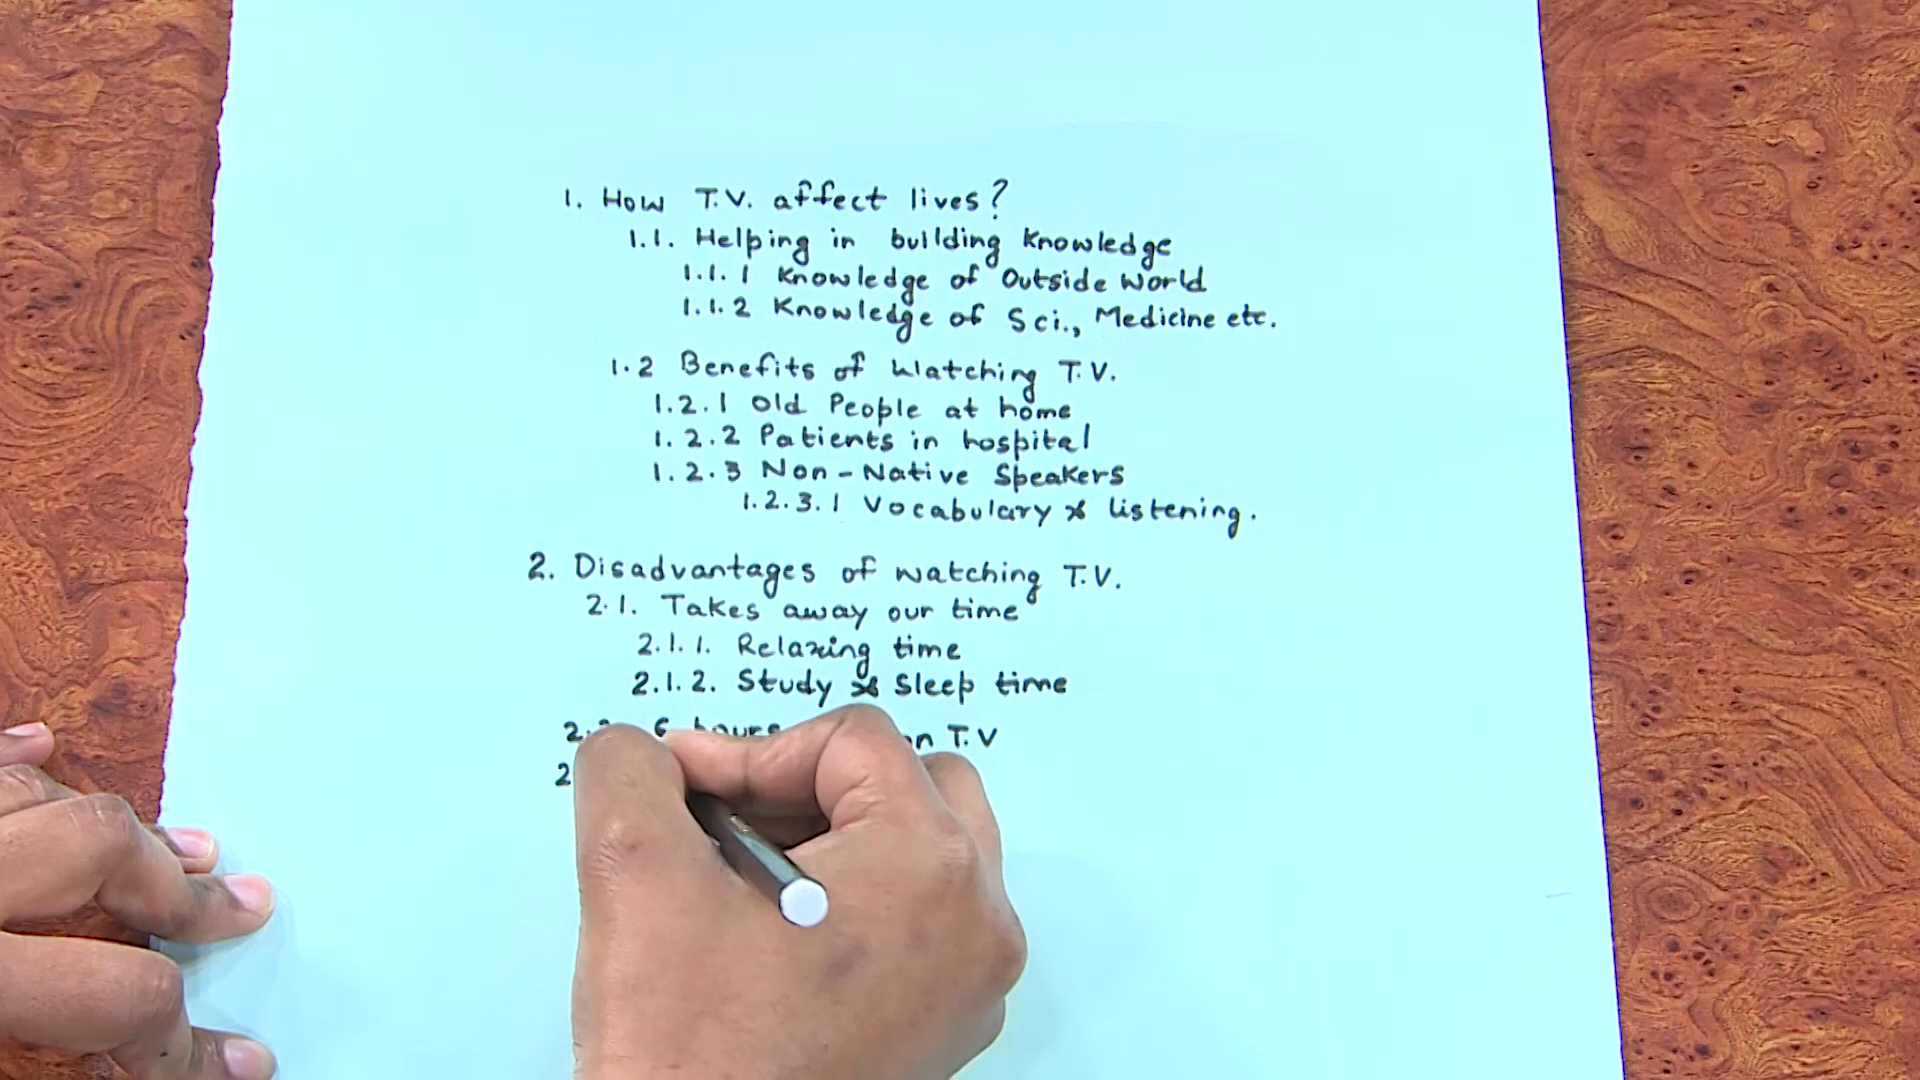 1. How T.V. affect lives?
1.1. Helping in building Knowledge
1.1.1 Knowledge of Outside World
1.1.2 Knowledge of Sci., Medicine etc.
1.2 Benefits of Watching T.V.
1.2.1 Old People at home
1.2.2 Patients in hospital
1.2.3 Non-Native Speakers
1.2.3.1 Vocabulary & listening.
2. Disadvantages of watching T.V.
2.1. Takes away our time
2.1.1. Relaxing time
2.1.2. Study & Sleep time
6 hours on T.V
2